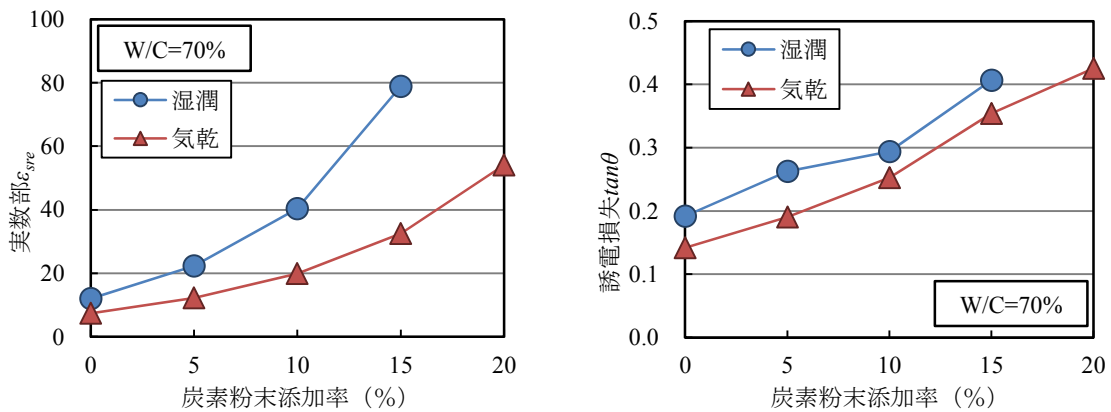 100
80
60
40
20
0
実数部εsre
W/C=70%
湿潤
気乾
0 5 10 15 20
炭素粉末添加率（%）
0.5
0.4
0.3
0.2
0.1
0.0
誘電損失tanθ
湿潤
気乾
W/C=70%
0 5 10 15 20
炭素粉末添加率（%）